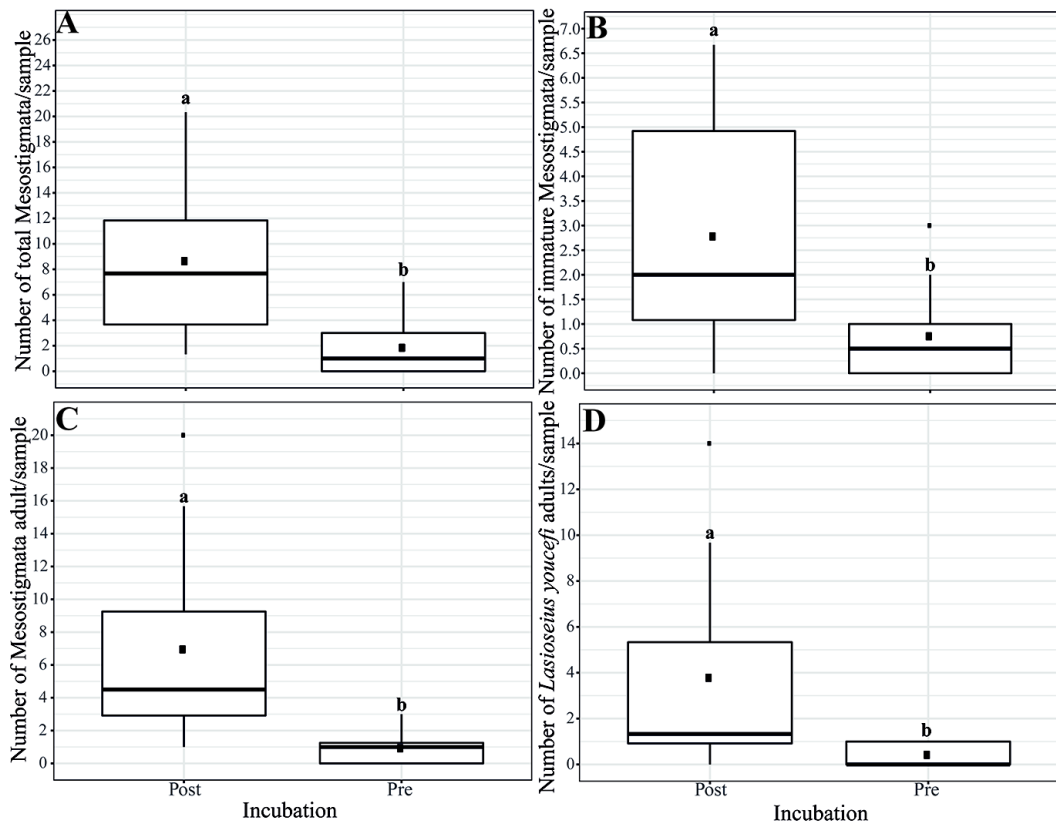 A
Number of total Mesostigmata/sample
26
24
22
20
18
16
14
12
10
8
6
4
2
0
a
b
B
Number of immature Mesostigmata/sample
7.0
6.5
6.0
5.5
5.0
4.5
4.0
3.5
3.0
2.5
2.0
1.5
1.0
0.5
0.0
a
b
C
Number of Mesostigmata adult/sample
20
18
16
14
12
10
8
6
4
2
0
a
b
Post
Pre
Incubation
D
Number of Lasioseius youcefi adults/sample
14
12
10
8
6
4
2
0
a
b
Post
Pre
Incubation